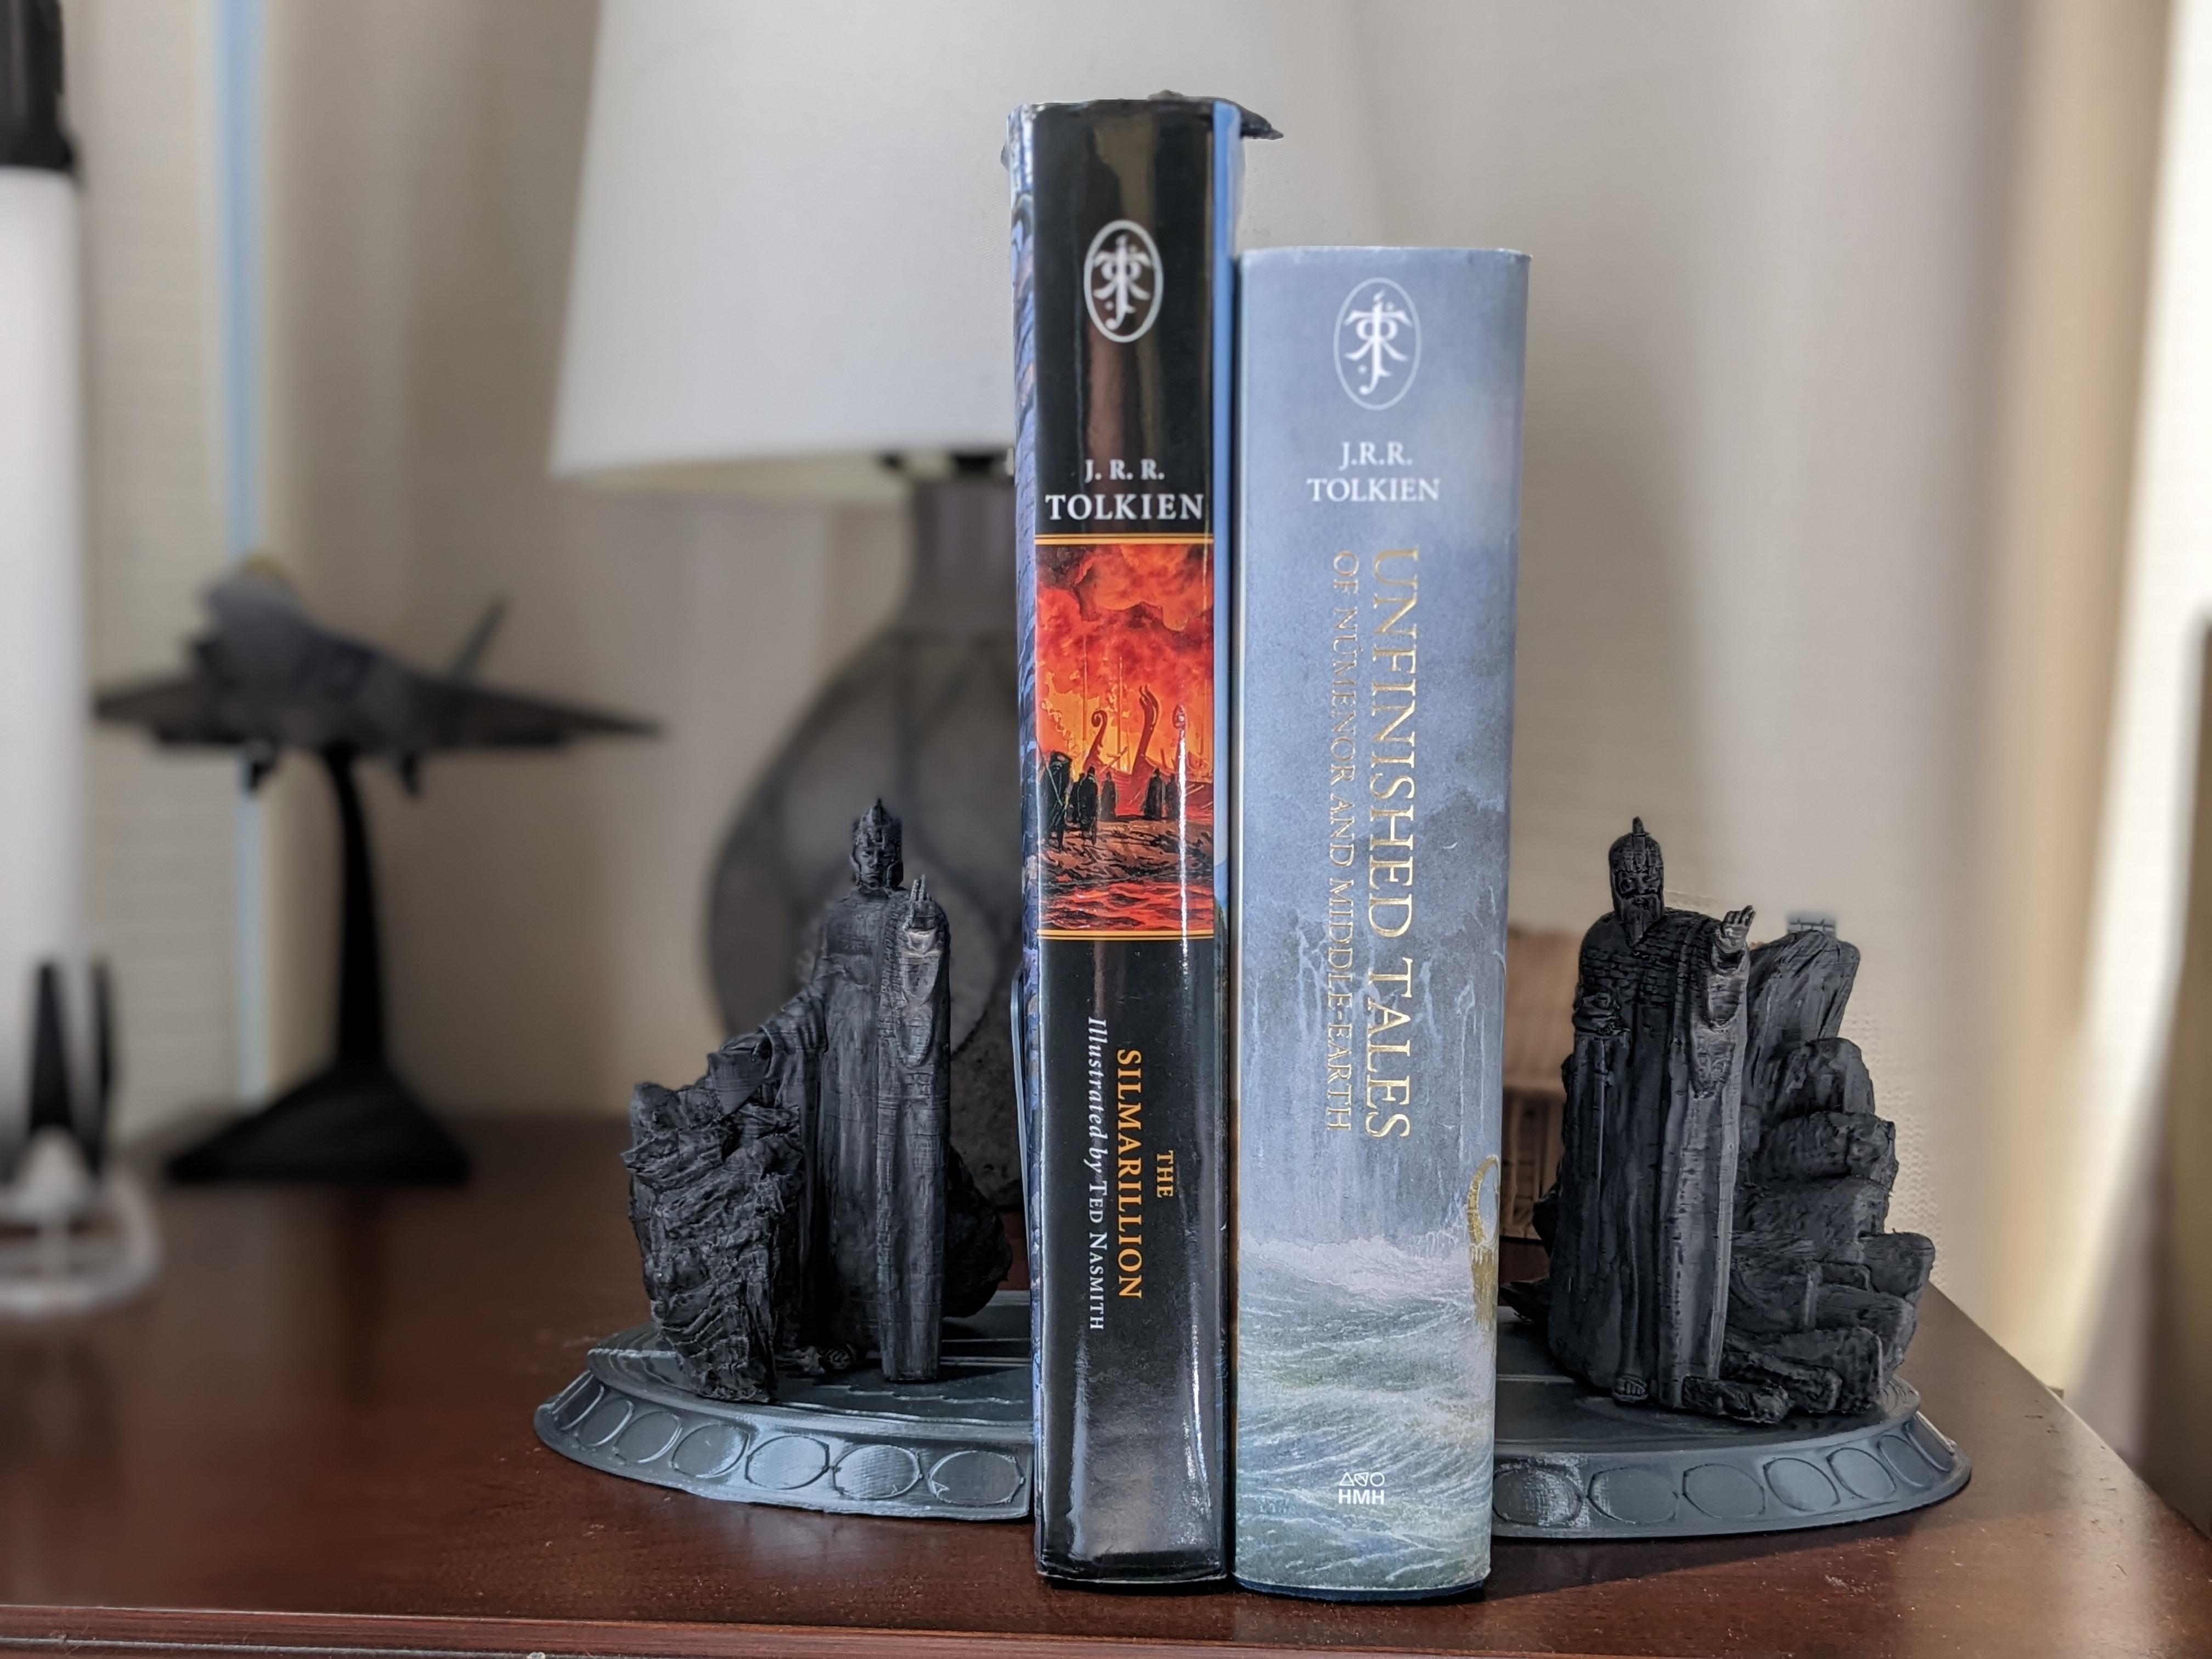 J. R. R.
TOLKIEN
THE
SILMARILLION
Illustrated by TED NASMITH
J.R.R.
TOLKIEN
UNFINISHED TALES
OF NÚMENOR AND MIDDLE-EARTH
HMH